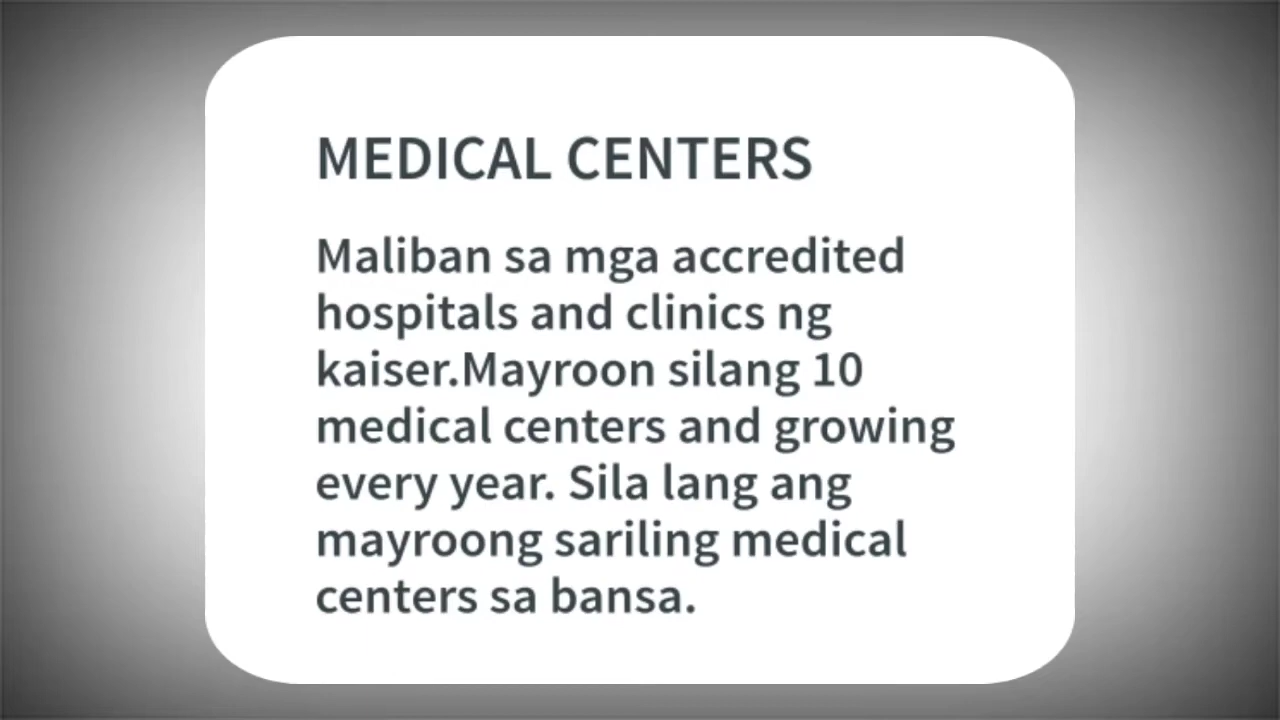 MEDICAL CENTERS
Maliban sa mga accredited
hospitals and clinics ng
kaiser.Mayroon silang 10
medical centers and growing
every year. Sila lang ang
mayroong sariling medical
centers sa bansa.